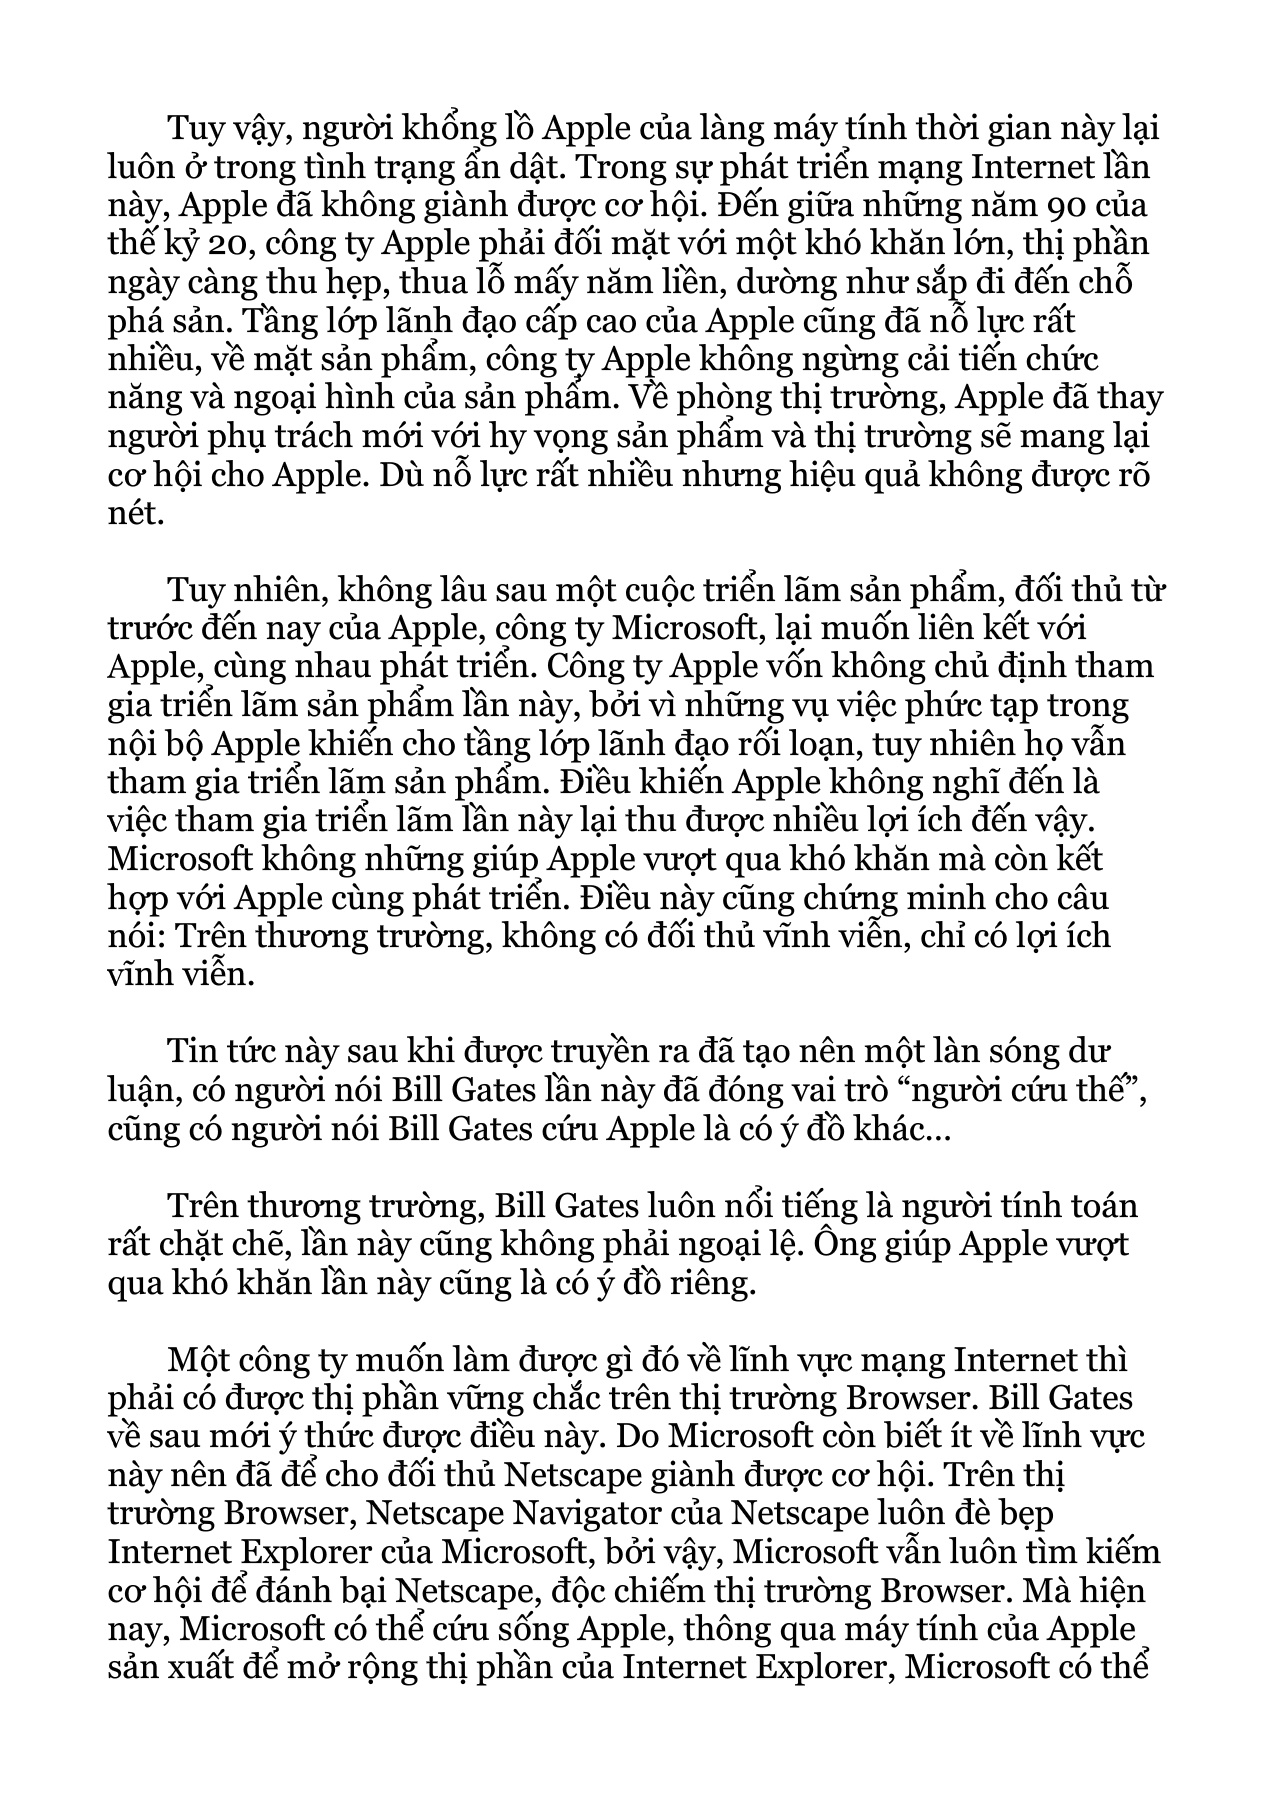 Tuy vậy, người khổng lồ Apple của làng máy tính thời gian này lại
luôn ở trong tình trạng ẩn dật. Trong sự phát triển mạng Internet lần
này, Apple đã không giành được cơ hội. Đến giữa những năm 90 của
thế kỷ 20, công ty Apple phải đối mặt với một khó khăn lớn, thị phần
ngày càng thu hẹp, thua lỗ mấy năm liền, dường như sắp đi đến chỗ
phá sản. Tầng lớp lãnh đạo cấp cao của Apple cũng đã nỗ lực rất
nhiều, về mặt sản phẩm, công ty Apple không ngừng cải tiến chức
năng và ngoại hình của sản phẩm. Về phòng thị trường, Apple đã thay
người phụ trách mới với hy vọng sản phẩm và thị trường sẽ mang lại
cơ hội cho Apple. Dù nỗ lực rất nhiều nhưng hiệu quả không được rõ
nét.
Tuy nhiên, không lâu sau một cuộc triển lãm sản phẩm, đối thủ từ
trước đến nay của Apple, công ty Microsoft, lại muốn liên kết với
Apple, cùng nhau phát triển. Công ty Apple vốn không chủ định tham
gia triển lãm sản phẩm lần này, bởi vì những vụ việc phức tạp trong
nội bộ Apple khiến cho tầng lớp lãnh đạo rối loạn, tuy nhiên họ vẫn
tham gia triển lãm sản phẩm. Điều khiến Apple không nghĩ đến là
việc tham gia triển lãm lần này lại thu được nhiều lợi ích đến vậy.
Microsoft không những giúp Apple vượt qua khó khăn mà còn kết
hợp với Apple cùng phát triển. Điều này cũng chứng minh cho câu
nói: Trên thương trường, không có đối thủ vĩnh viễn, chỉ có lợi ích
vĩnh viễn.
Tin tức này sau khi được truyền ra đã tạo nên một làn sóng dư
luận, có người nói Bill Gates lần này đã đóng vai trò “người cứu thế”,
cũng có người nói Bill Gates cứu Apple là có ý đồ khác...
Trên thương trường, Bill Gates luôn nổi tiếng là người tính toán
rất chặt chẽ, lần này cũng không phải ngoại lệ. Ông giúp Apple vượt
qua khó khăn lần này cũng là có ý đồ riêng.
Một công ty muốn làm được gì đó về lĩnh vực mạng Internet thì
phải có được thị phần vững chắc trên thị trường Browser. Bill Gates
về sau mới ý thức được điều này. Do Microsoft còn biết ít về lĩnh vực
này nên đã để cho đối thủ Netscape giành được cơ hội. Trên thị
trường Browser, Netscape Navigator của Netscape luôn đè bẹp
Internet Explorer của Microsoft, bởi vậy, Microsoft vẫn luôn tìm kiếm
cơ hội để đánh bại Netscape, độc chiếm thị trường Browser. Mà hiện
nay, Microsoft có thể cứu sống Apple, thông qua máy tính của Apple
sản xuất để mở rộng thị phần của Internet Explorer, Microsoft có thể